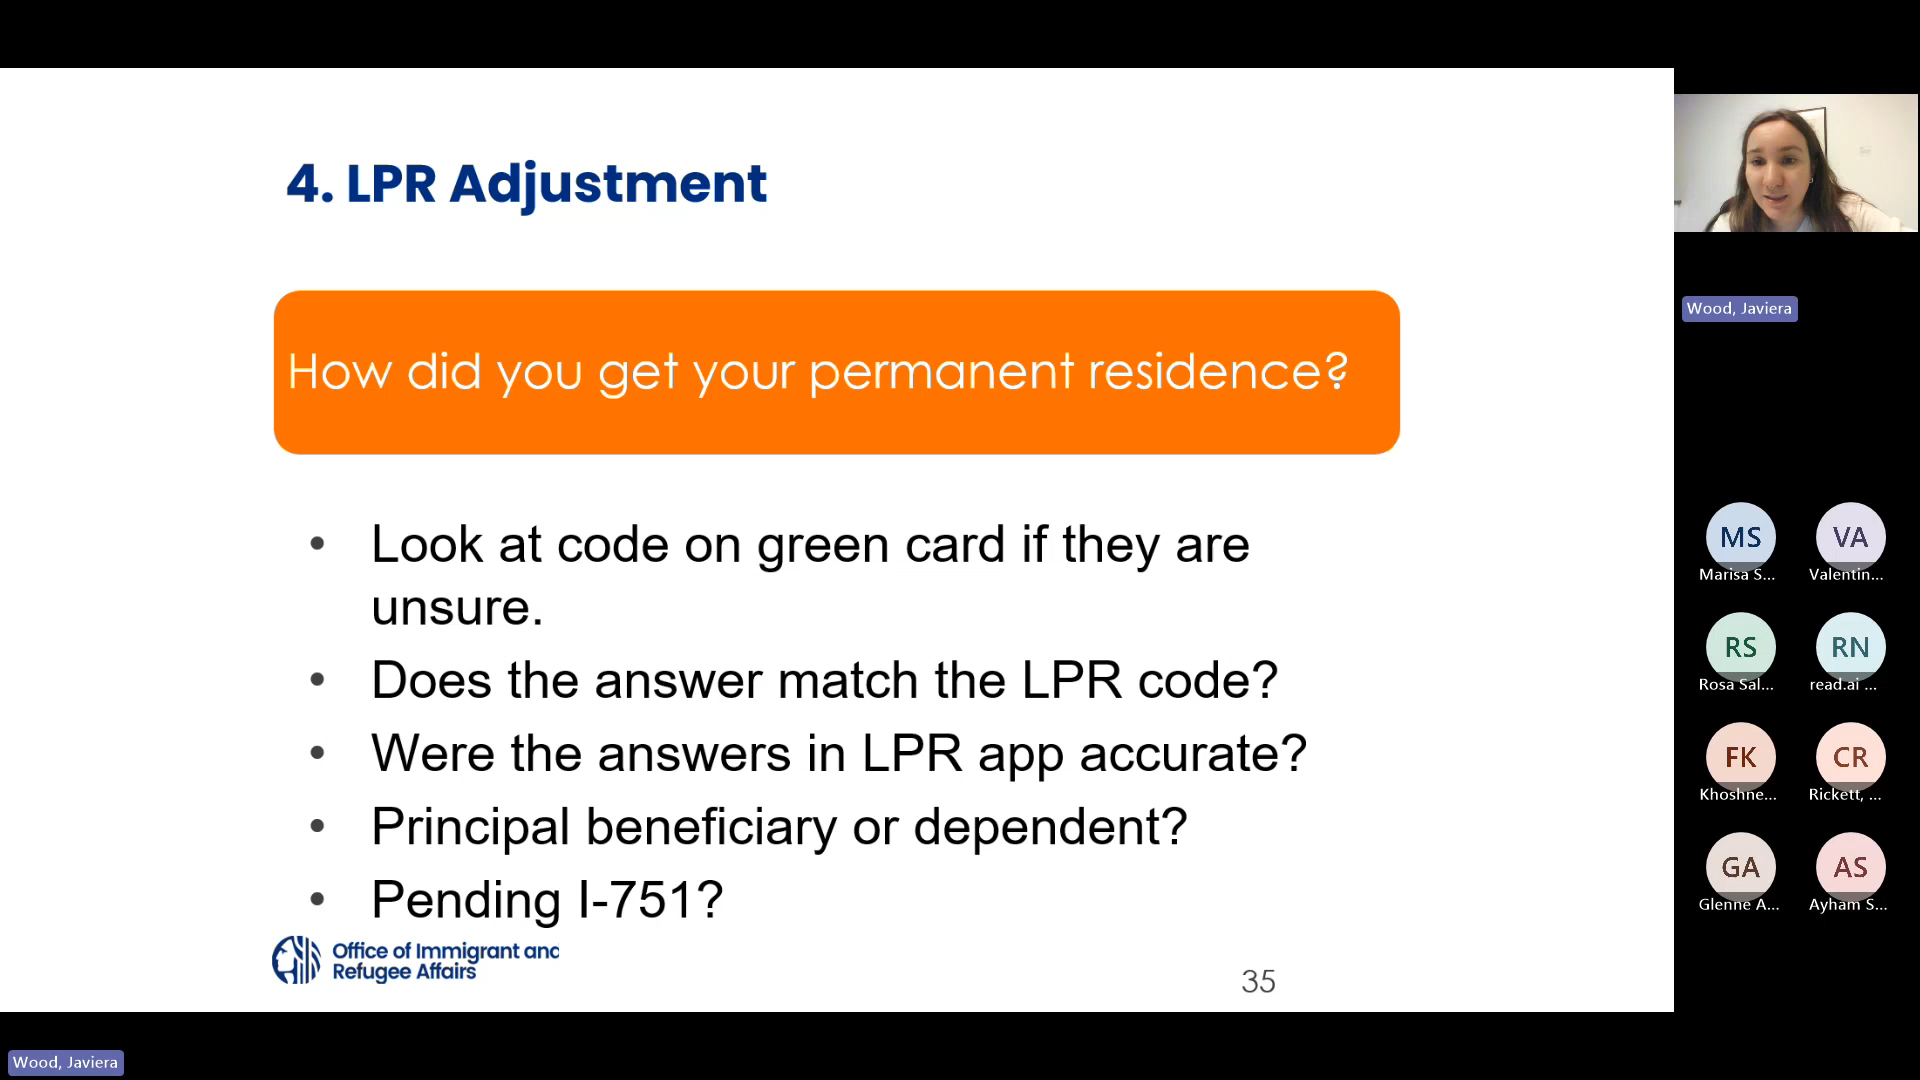 4. LPR Adjustment
How did you get your permanent residence?
• Look at code on green card if they are
unsure.
• Does the answer match the LPR code?
• Were the answers in LPR app accurate?
• Principal beneficiary or dependent?
• Pending I-751?
Office of Immigrant and
Refugee Affairs
35
Wood, Javiera
MS
VA
Marisa S...
Valentin...
RS
RN
Rosa Sal...
read.ai ...
FK
CR
Khoshne...
Rickett, ...
GA
AS
Glenne A...
Ayham S...
Wood, Javiera